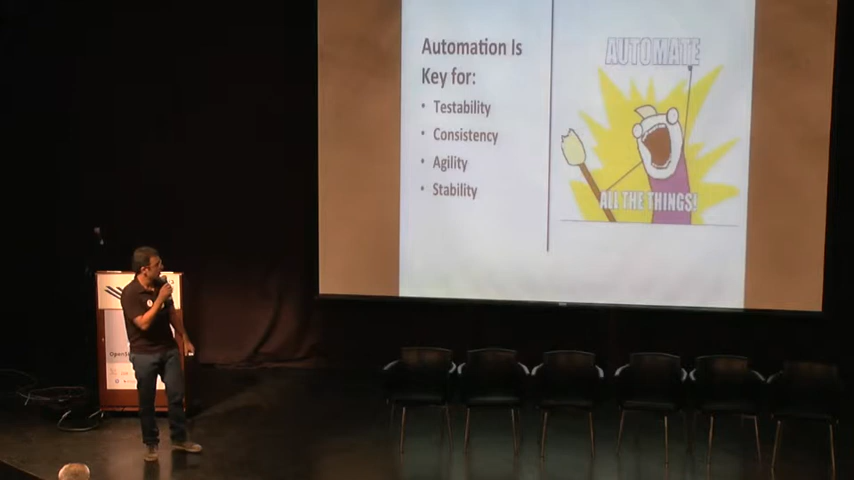 Automation Is
Key for:
• Testability
• Consistency
• Agility
• Stability
AUTOMATE
ALL THE THINGS!